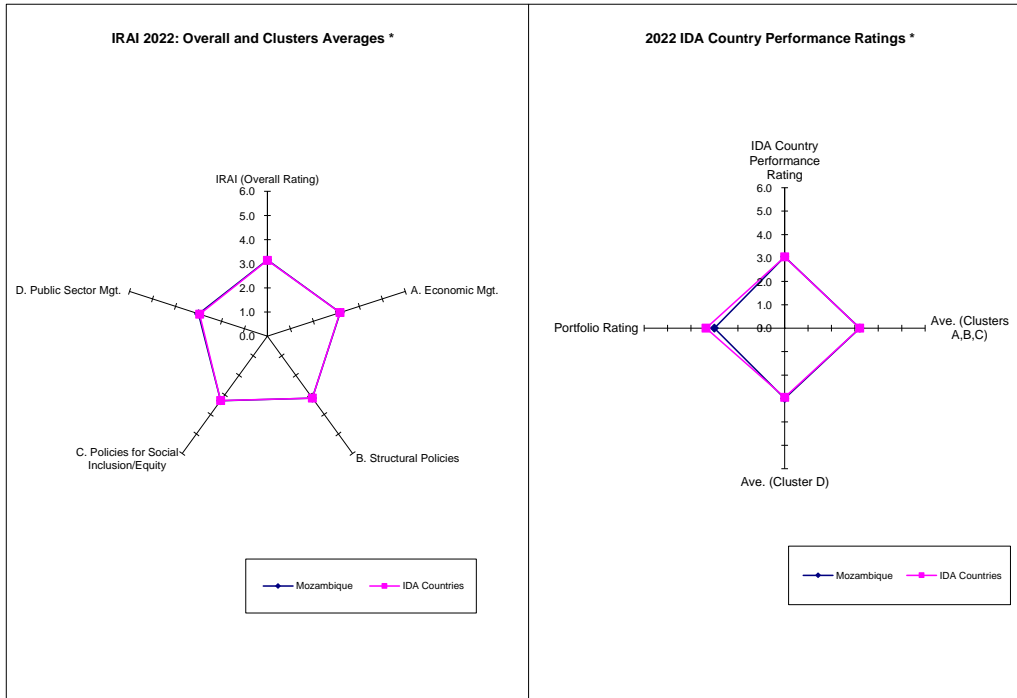 IRAI 2022: Overall and Clusters Averages *
IRAI (Overall Rating)
6.0
5.0
4.0
3.0
2.0
1.0
0.0
A. Economic Mgt.
B. Structural Policies
C. Policies for Social
Inclusion/Equity
D. Public Sector Mgt.
Mozambique
IDA Countries
2022 IDA Country Performance Ratings *
IDA Country
Performance
Rating
6.0
5.0
4.0
3.0
2.0
1.0
0.0
Ave. (Clusters
A,B,C)
Ave. (Cluster D)
Portfolio Rating
Mozambique
IDA Countries